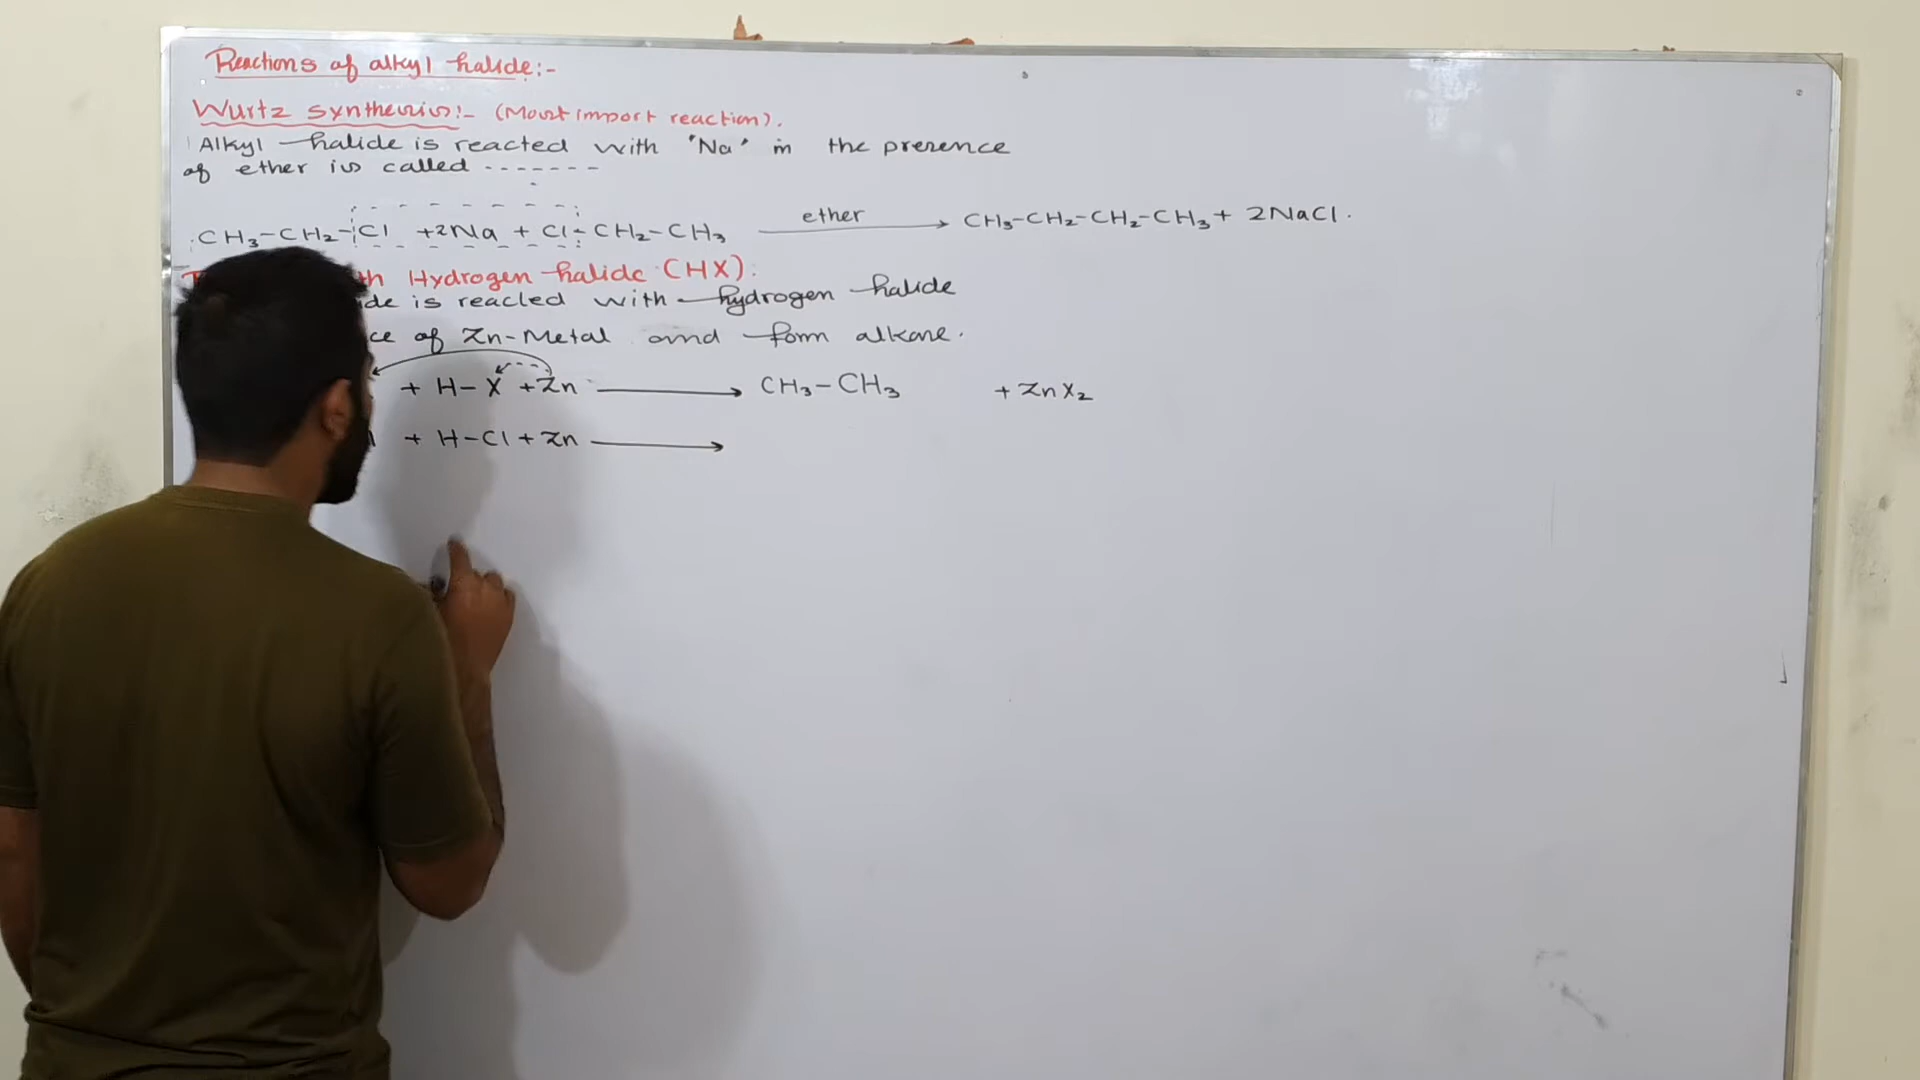 Reactions of alkyl halide:-
Wurtz synthesis:- (Most import reaction).
Alkyl halide is reacted with "Na" in the presence
of ether is called -------
CH₃-CH₂-Cl +2Na + Cl-CH₂-CH₃ ether → CH₃-CH₂-CH₂-CH₃ + 2NaCl.
Hydrogen halide (HX):
is reacted with hydrogen halide
of Zn-Metal and form alkane.
+ H-X +Zn → CH₃-CH₃ + ZnX₂
+ H-Cl + Zn →